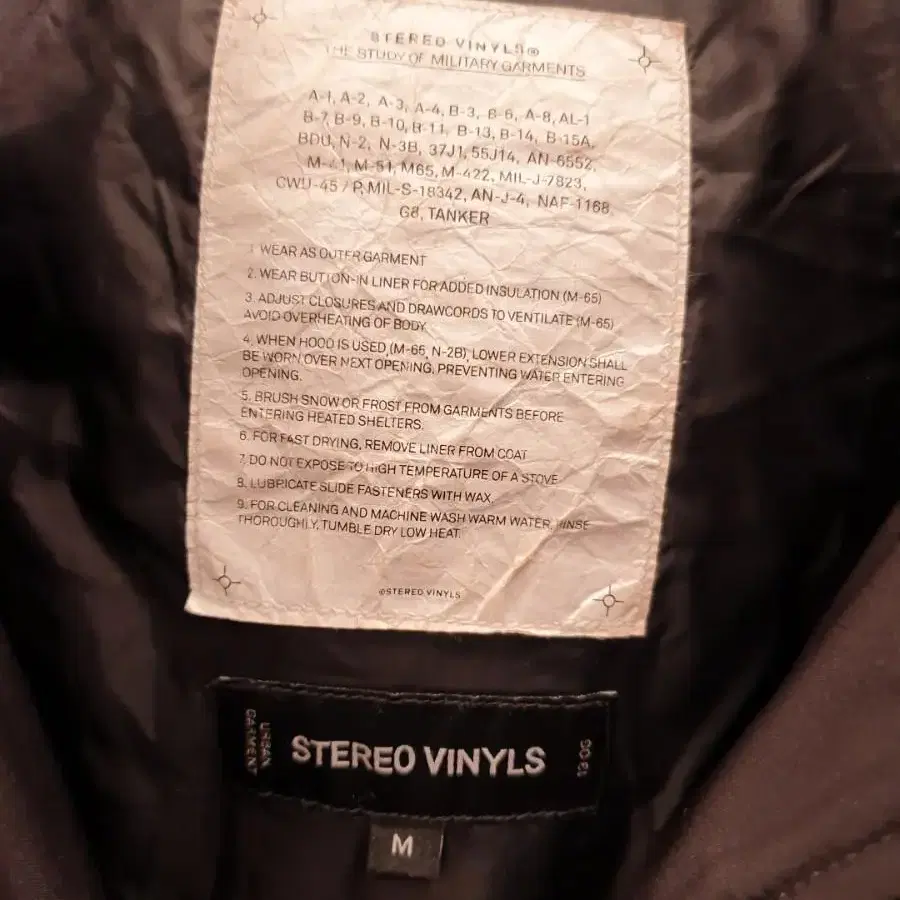 STEREO VINYLS®
THE STUDY OF MILITARY GARMENTS
A-1, A-2, A-3, A-4, B-3, B-6, A-8, AL-1
B-7, B-9, B-10, B-11, B-13, B-14, B-15A,
BDU, N-2, N-3B, 37J1, 55J14, AN-6552,
M-41, M-51, M65, M-422, MIL-J-7823,
CWU-45 / P, MIL-S-18342, AN-J-4, NAF-1168,
G8, TANKER
1. WEAR AS OUTER GARMENT
2. WEAR BUTTON-IN LINER FOR ADDED INSULATION (M-65)
3. ADJUST CLOSURES AND DRAWCORDS TO VENTILATE (M-65)
AVOID OVERHEATING OF BODY
4. WHEN HOOD IS USED (M-65, N-2B), LOWER EXTENSION SHALL
BE WORN OVER NEXT OPENING, PREVENTING WATER ENTERING
OPENING.
5. BRUSH SNOW OR FROST FROM GARMENTS BEFORE
ENTERING HEATED SHELTERS.
6. FOR FAST DRYING, REMOVE LINER FROM COAT
7. DO NOT EXPOSE TO HIGH TEMPERATURE OF A STOVE
8. LUBRICATE SLIDE FASTENERS WITH WAX.
9. FOR CLEANING AND MACHINE WASH WARM WATER, RINSE
THOROUGHLY, TUMBLE DRY LOW HEAT.
©STEREO VINYLS
URBAN
GARMENT
STEREO VINYLS
M